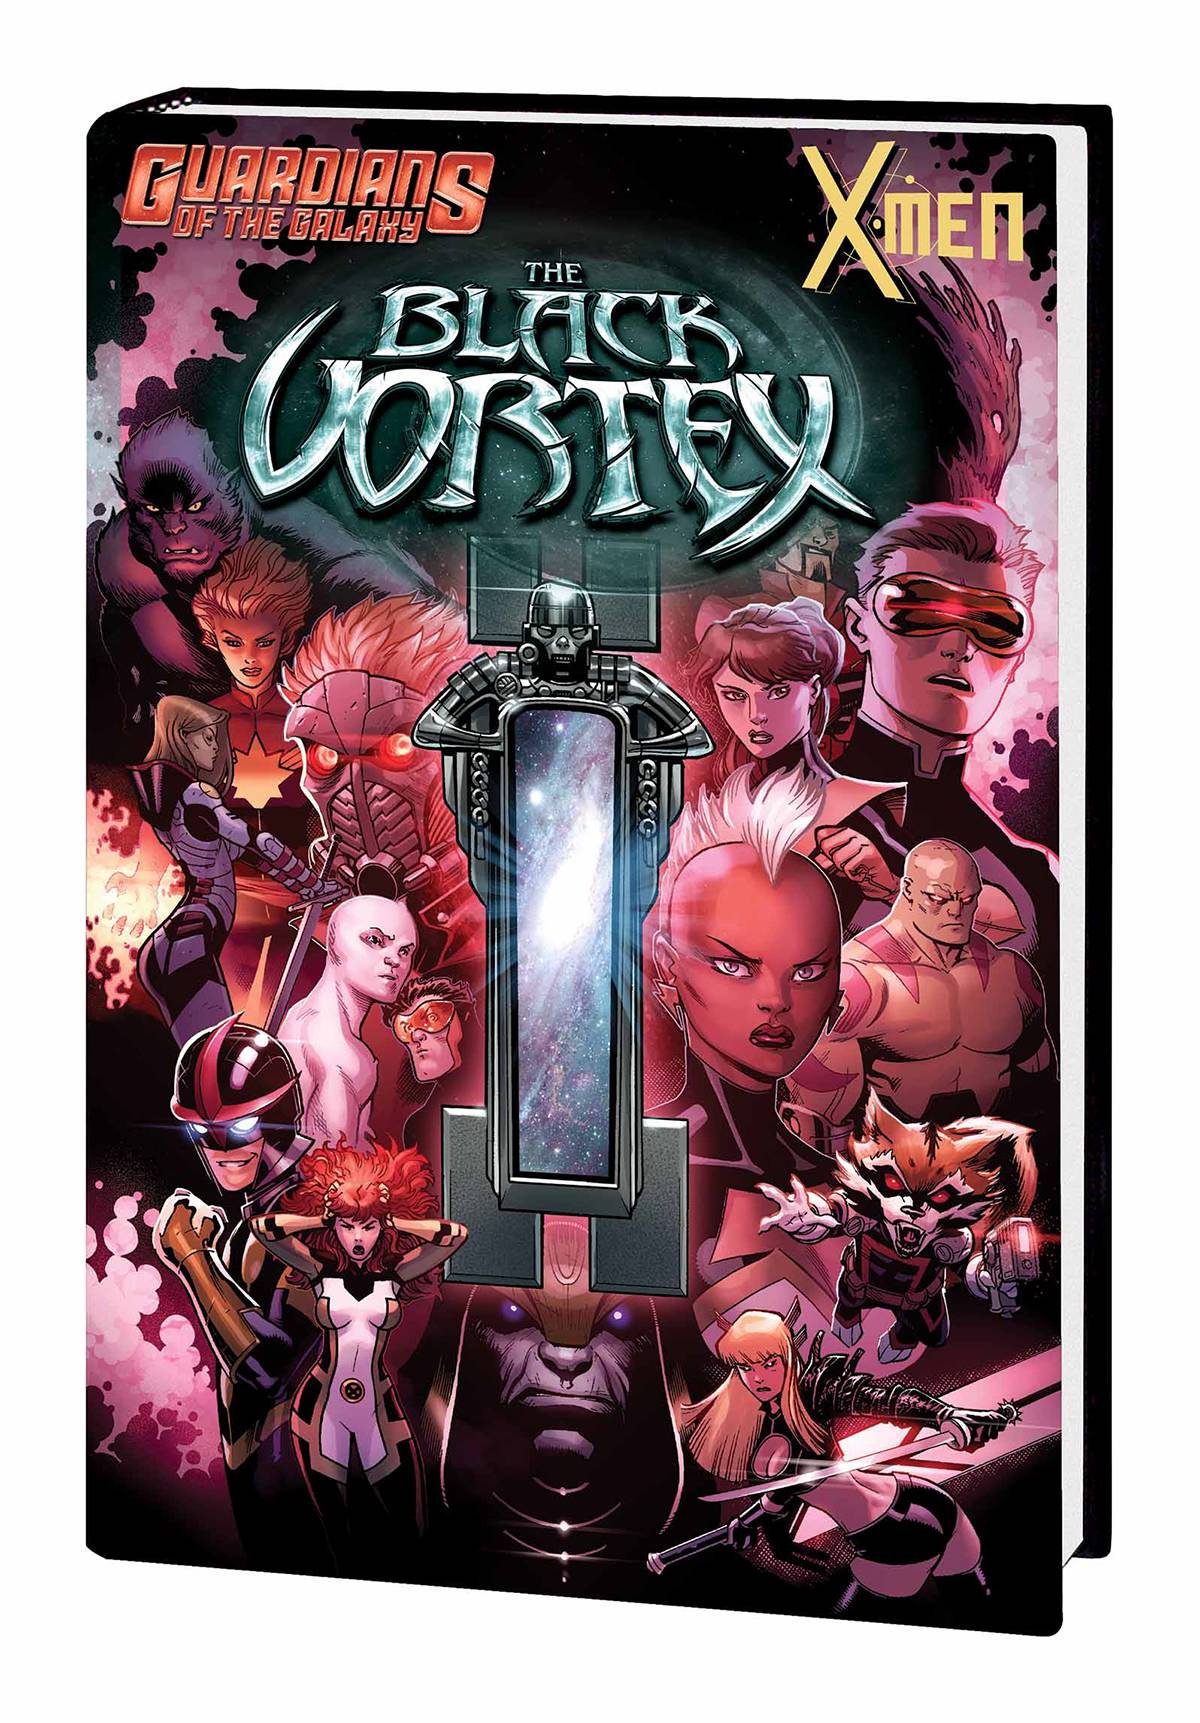 GUARDIANS
OF THE GALAXY
X-MEN
THE
BLACK
VORTEX